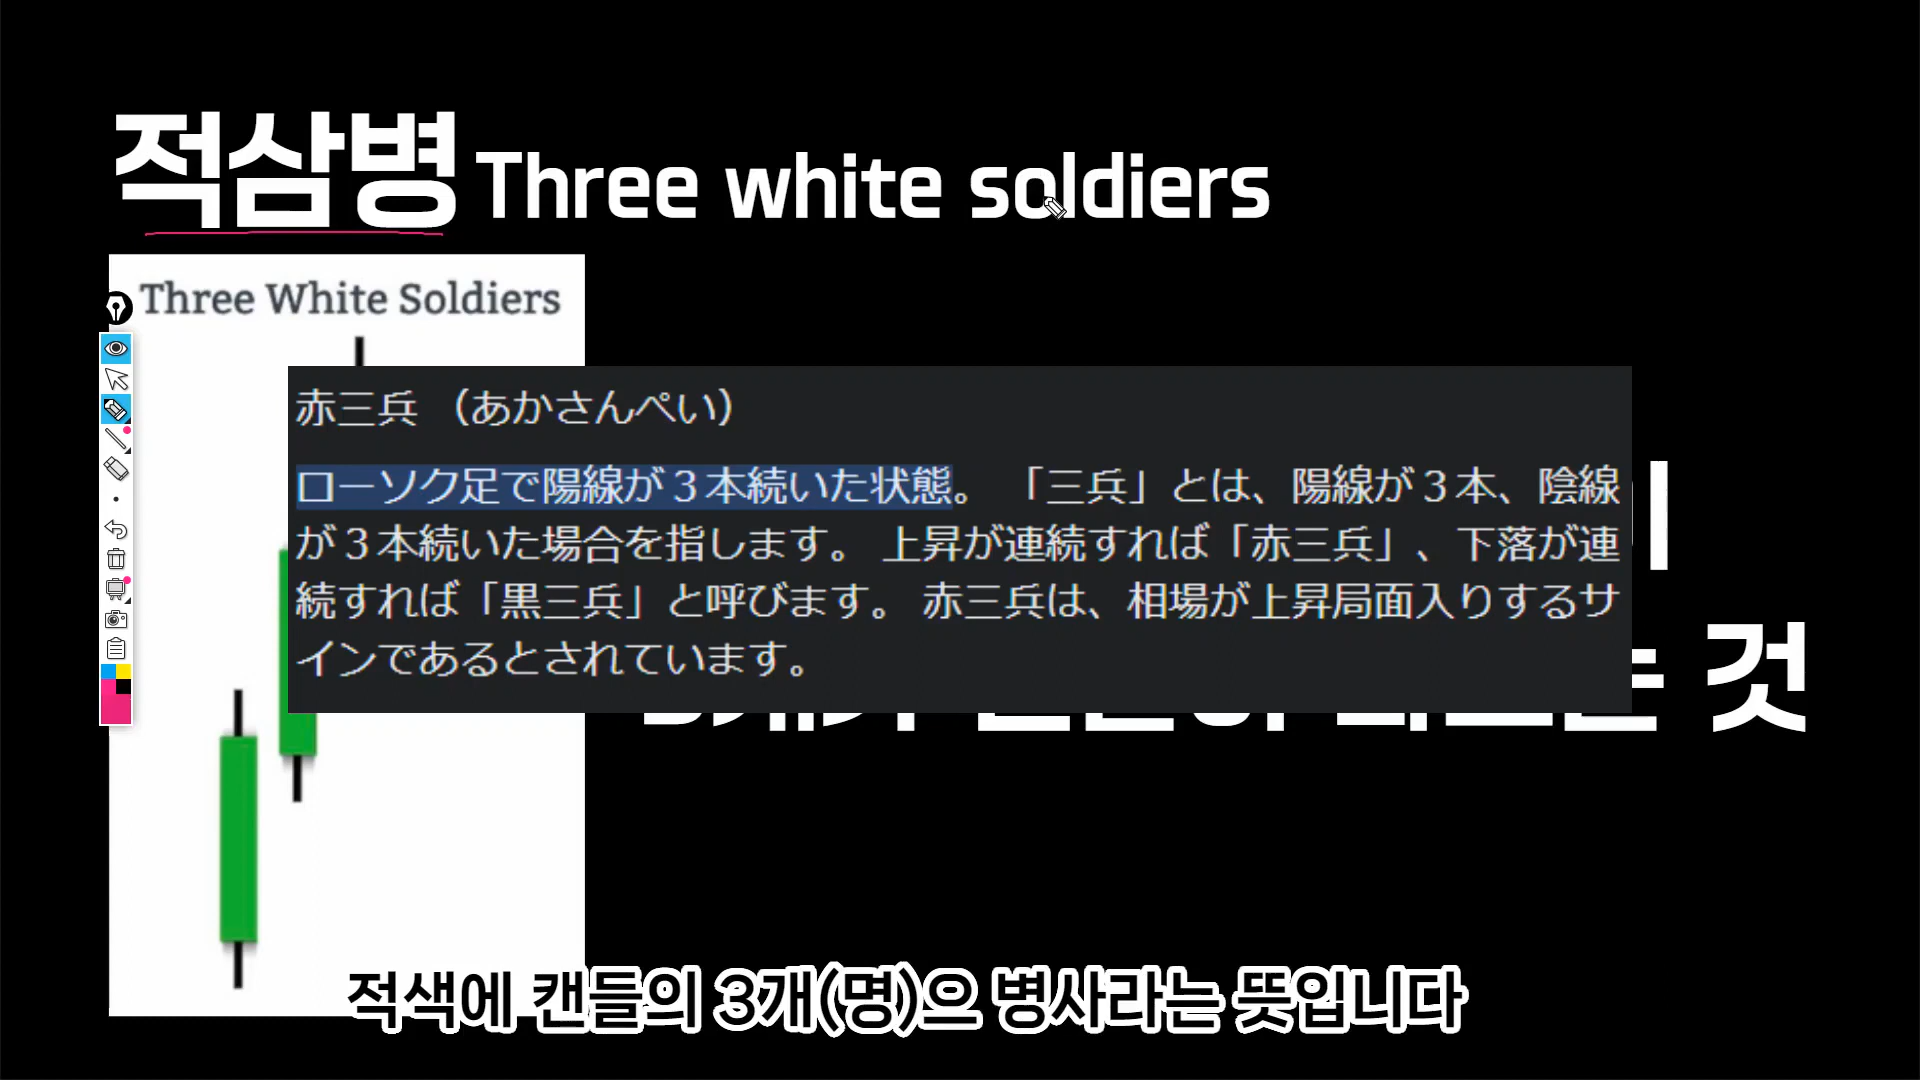 적삼병 Three white soldiers
Three White Soldiers
赤三兵 （あかさんぺい）
ローソク足で陽線が３本続いた状態。 「三兵」とは、陽線が３本、陰線
が３本続いた場合を指します。 上昇が連続すれば「赤三兵」、下落が連
続すれば「黒三兵」と呼びます。 赤三兵は、相場が上昇局面入りするサ
インであるとされています。
것
적색에 캔들의 3개(명)으 병사라는 뜻입니다